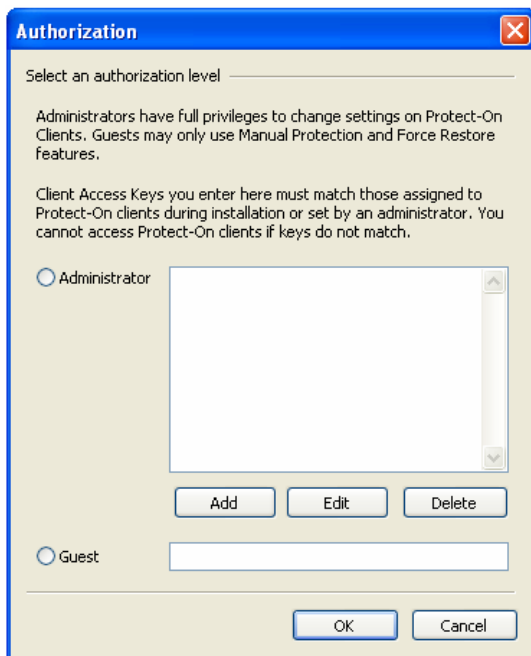 Authorization
Select an authorization level
Administrators have full privileges to change settings on Protect-On
Clients. Guests may only use Manual Protection and Force Restore
features.
Client Access Keys you enter here must match those assigned to
Protect-On clients during installation or set by an administrator. You
cannot access Protect-On clients if keys do not match.
Administrator
Add Edit Delete
Guest
OK Cancel